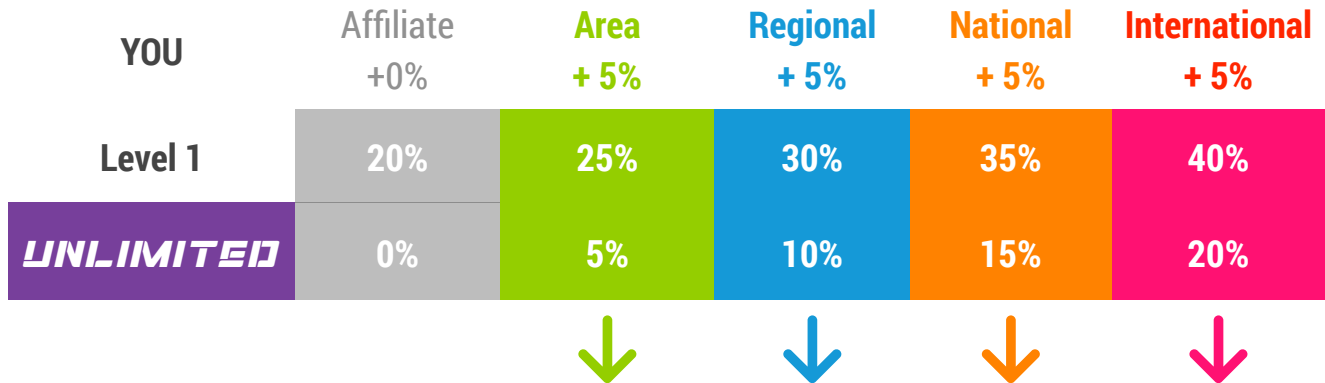 YOU Affiliate Area Regional National International
+0% + 5% + 5% + 5% + 5%
Level 1 20% 25% 30% 35% 40%
UNLIMITED 0% 5% 10% 15% 20%